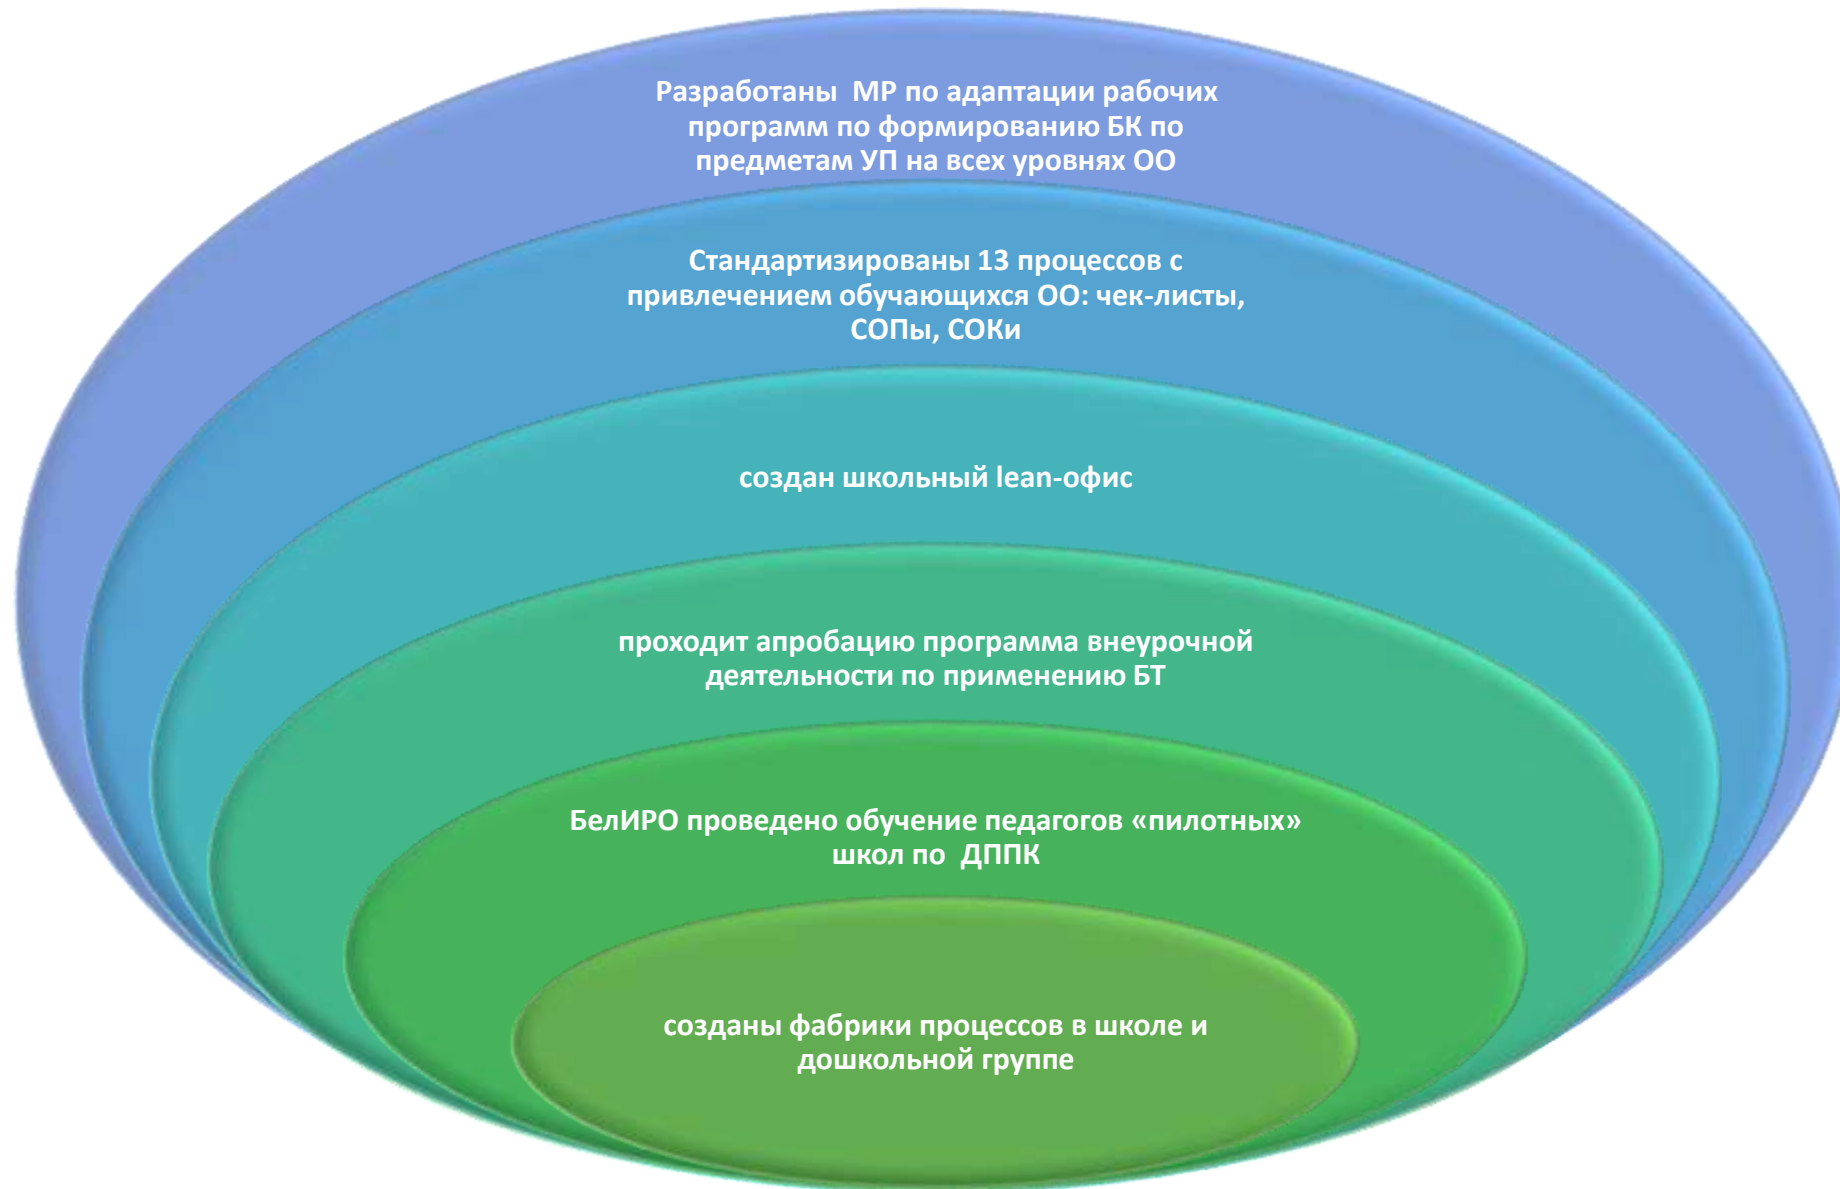 Разработаны МР по адаптации рабочих
программ по формированию БК по
предметам УП на всех уровнях ОО
Стандартизированы 13 процессов с
привлечением обучающихся ОО: чек-листы,
СОПы, СОКи
создан школьный lean-офис
проходит апробацию программа внеурочной
деятельности по применению БТ
БелИРО проведено обучение педагогов «пилотных»
школ по ДППК
созданы фабрики процессов в школе и
дошкольной группе